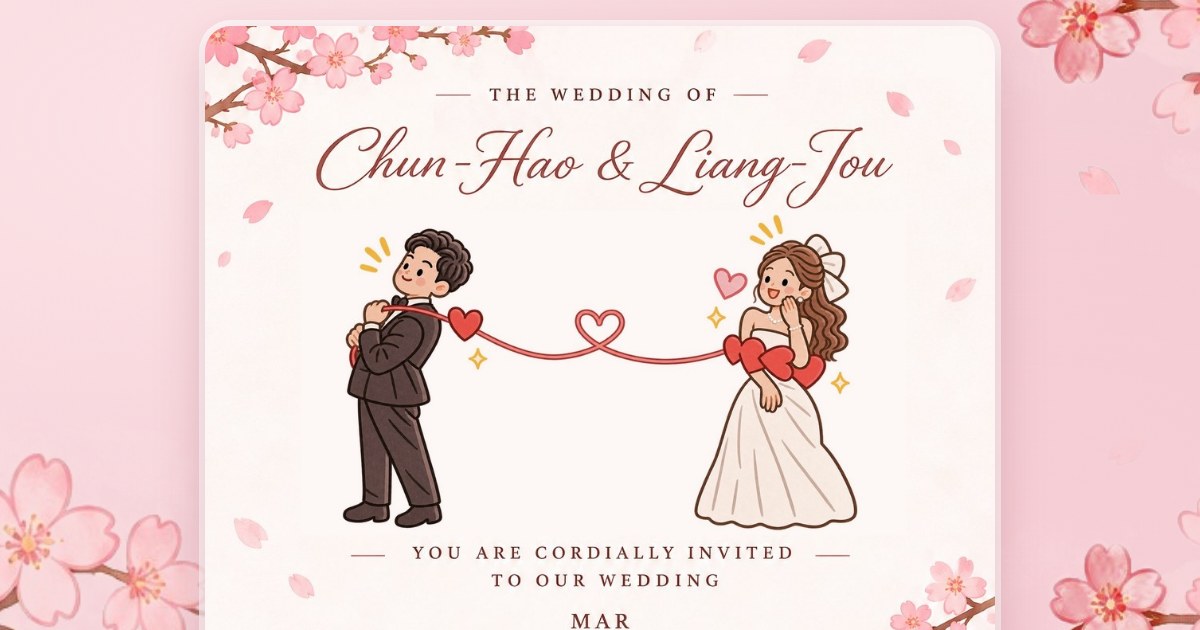 THE WEDDING OF
Chun-Hao & Liang-Jou
YOU ARE CORDIALLY INVITED
TO OUR WEDDING
MAR